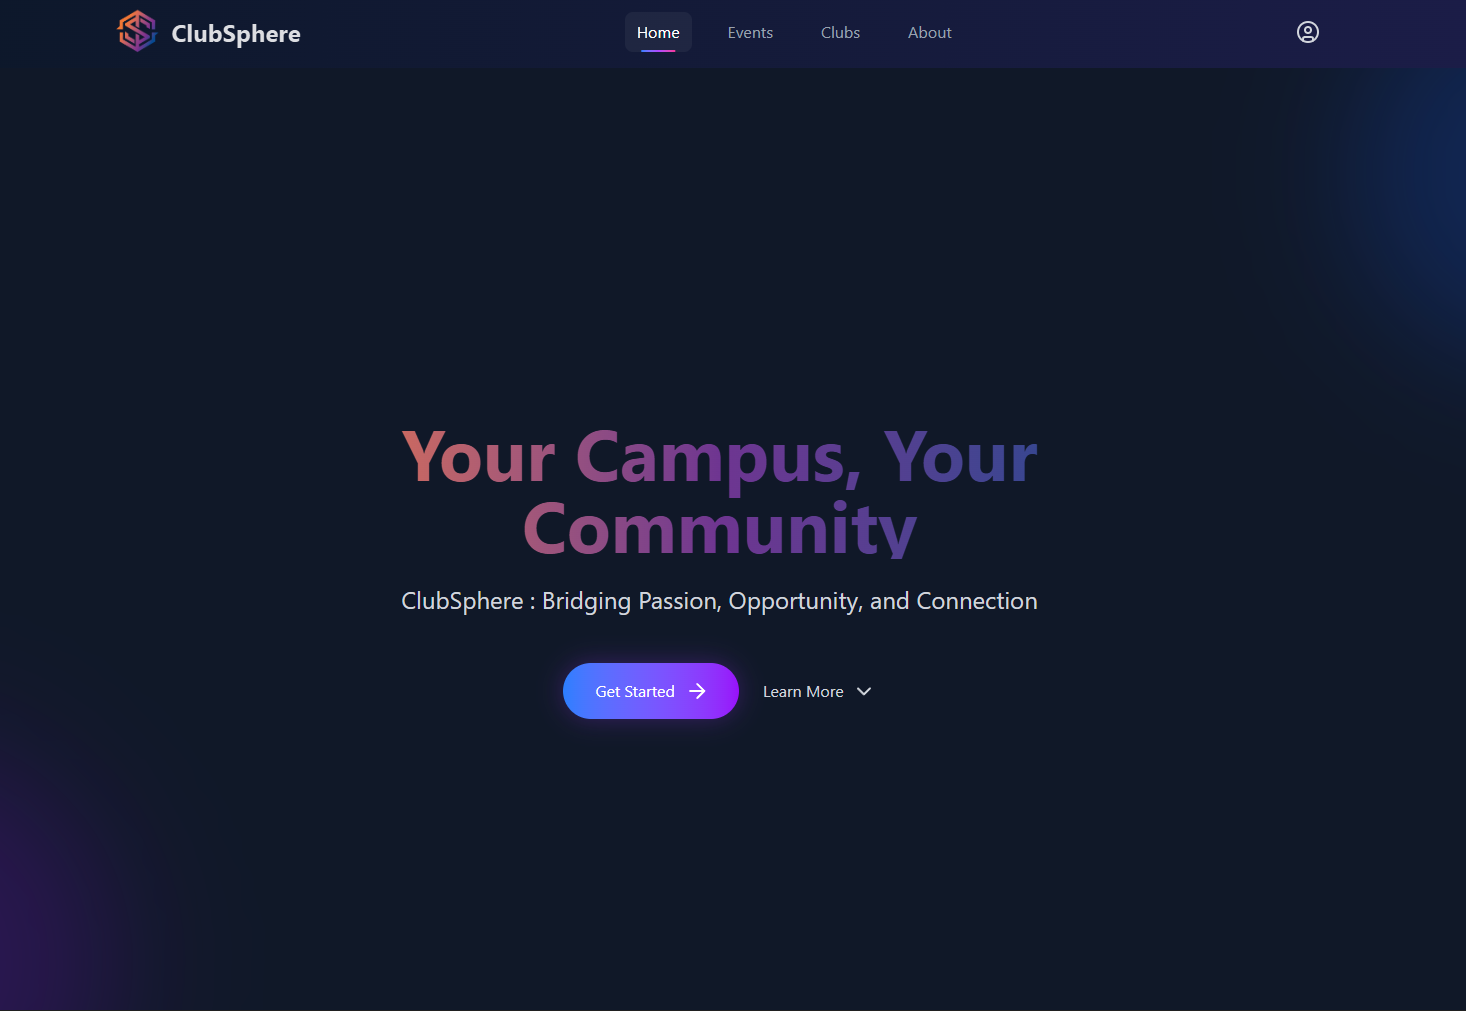 ClubSphere
Home Events Clubs About
Your Campus, Your
Community
ClubSphere : Bridging Passion, Opportunity, and Connection
Get Started
Learn More